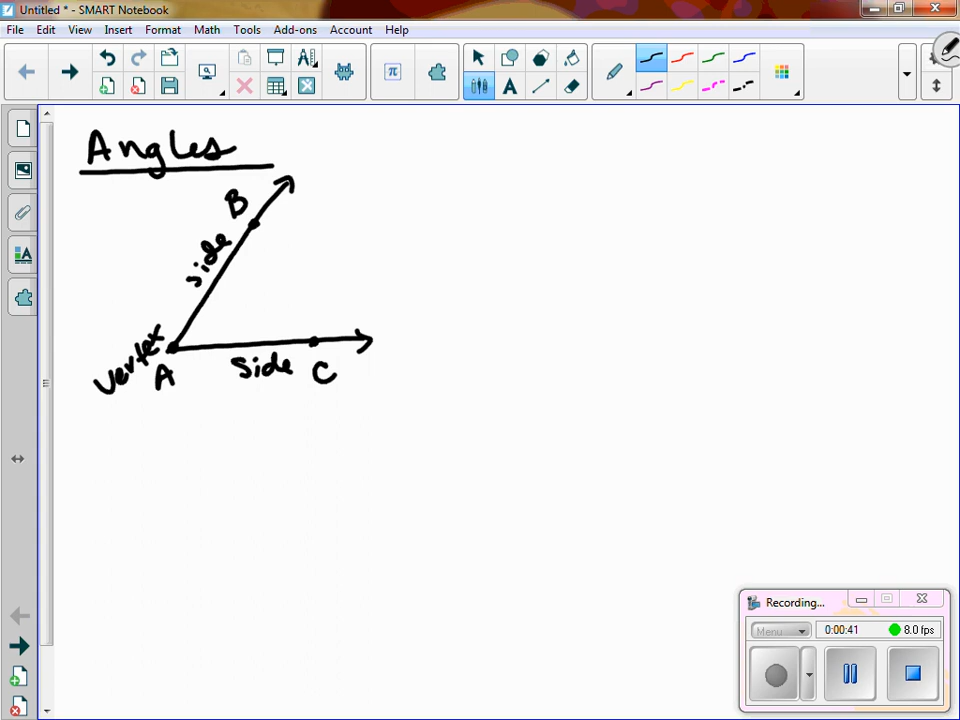 Untitled * - SMART Notebook
File Edit View Insert Format Math Tools Add-ons Account Help
Angles
B
side
vertex
A
side
C
Recording...
Menu
0:00:41
8.0 fps